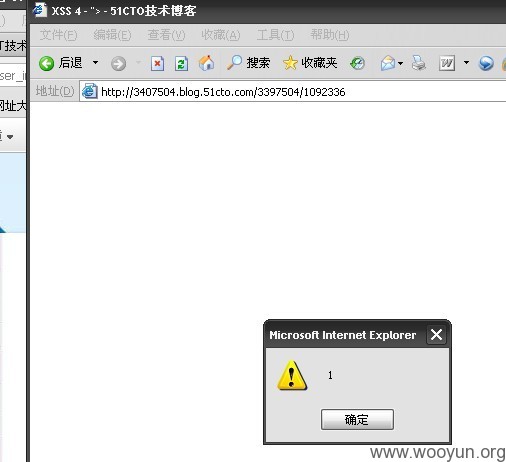 XSS 4 - "> - 51CTO技术博客
文件(F) 编辑(E) 查看(V) 收藏(A) 工具(T) 帮助(H)
后退 搜索 收藏夹 W
地址(D) http://3407504.blog.51cto.com/3397504/1092336
T技术
ser_in
网址大
Microsoft Internet Explorer
1
确定
www.wooyun.org